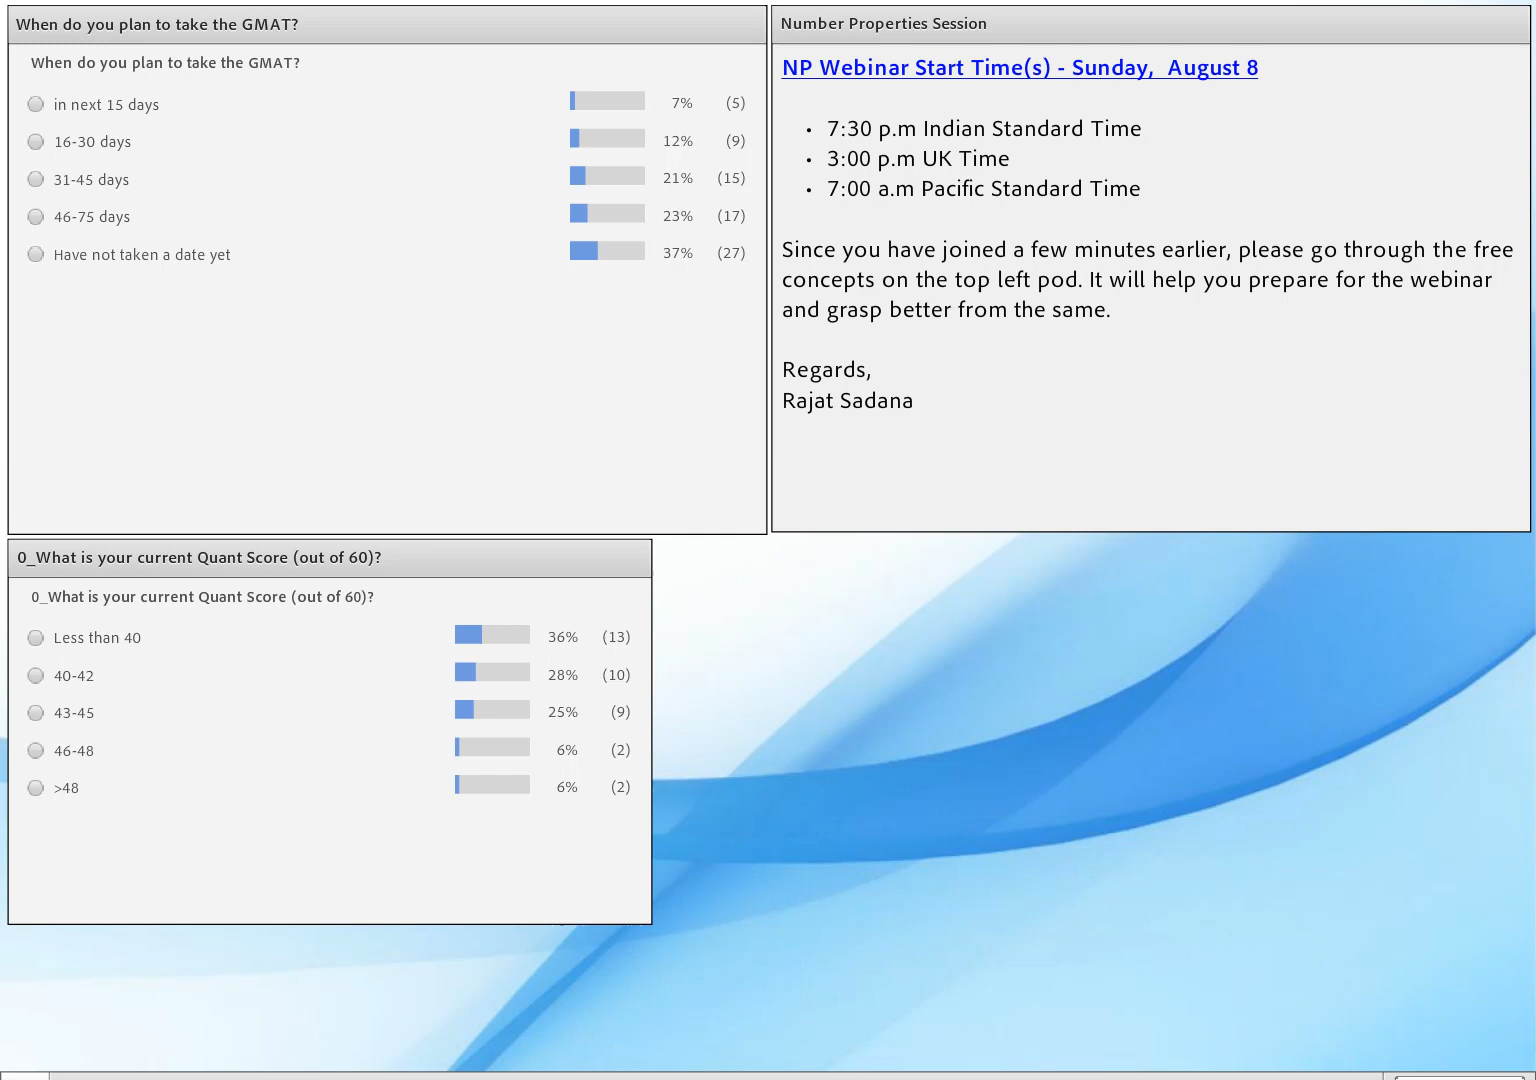 When do you plan to take the GMAT?
When do you plan to take the GMAT?
in next 15 days 7% (5)
16-30 days 12% (9)
31-45 days 21% (15)
46-75 days 23% (17)
Have not taken a date yet 37% (27)
Number Properties Session
NP Webinar Start Time(s) - Sunday, August 8
• 7:30 p.m Indian Standard Time
• 3:00 p.m UK Time
• 7:00 a.m Pacific Standard Time
Since you have joined a few minutes earlier, please go through the free
concepts on the top left pod. It will help you prepare for the webinar
and grasp better from the same.
Regards,
Rajat Sadana
0_What is your current Quant Score (out of 60)?
0_What is your current Quant Score (out of 60)?
Less than 40 36% (13)
40-42 28% (10)
43-45 25% (9)
46-48 6% (2)
>48 6% (2)